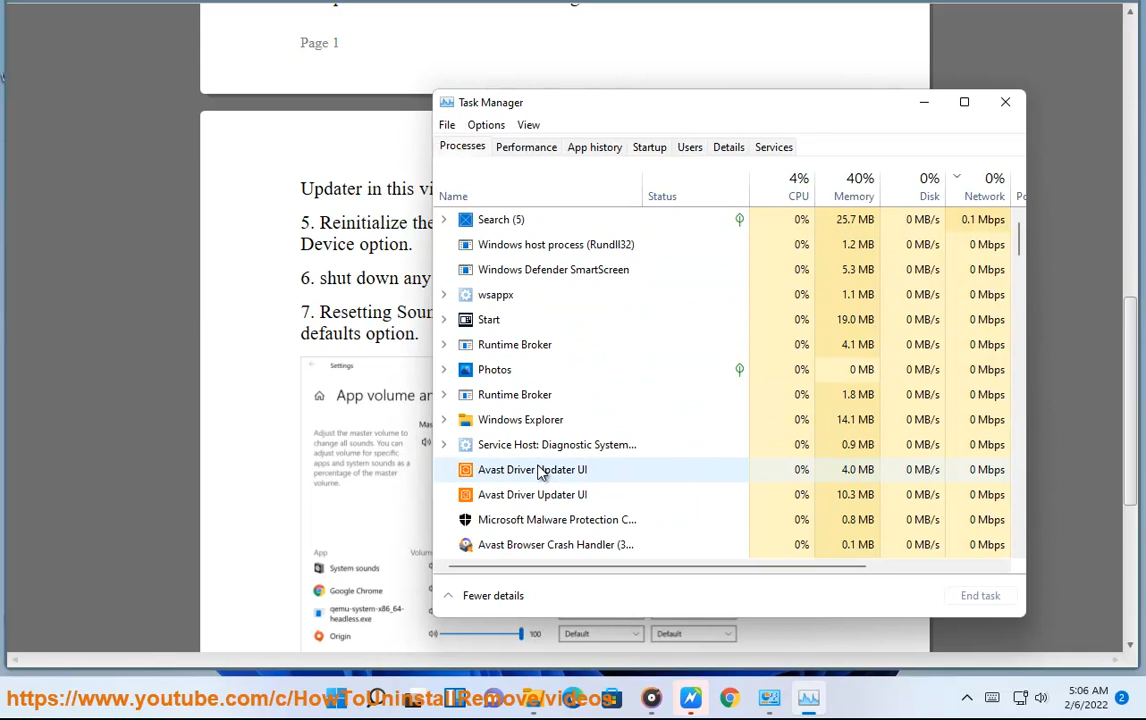 Page 1
Task Manager
File Options View
Processes Performance App history Startup Users Details Services
4% 40% 0% 0%
Name Status CPU Memory Disk Network
Search (5) 0% 25.7 MB 0 MB/s 0.1 Mbps
Windows host process (Rundll32) 0% 1.2 MB 0 MB/s 0 Mbps
Windows Defender SmartScreen 0% 5.3 MB 0 MB/s 0 Mbps
wsappx 0% 1.1 MB 0 MB/s 0 Mbps
Start 0% 19.0 MB 0 MB/s 0 Mbps
Runtime Broker 0% 4.1 MB 0 MB/s 0 Mbps
Photos 0% 0 MB 0 MB/s 0 Mbps
Runtime Broker 0% 1.8 MB 0 MB/s 0 Mbps
Windows Explorer 0% 14.1 MB 0 MB/s 0 Mbps
Service Host: Diagnostic System... 0% 0.9 MB 0 MB/s 0 Mbps
Avast Driver Updater UI 0% 4.0 MB 0 MB/s 0 Mbps
Avast Driver Updater UI 0% 10.3 MB 0 MB/s 0 Mbps
Microsoft Malware Protection C... 0% 0.8 MB 0 MB/s 0 Mbps
Avast Browser Crash Handler (3... 0% 0.1 MB 0 MB/s 0 Mbps
Fewer details End task
Updater in this
5. Reinitialize the
Device option.
6. shut down any
7. Resetting
defaults option.
Settings
App volume
Adjust the master volume to
change all sounds. You can
adjust volume for specific
apps and system sounds as a
percentage of the master
volume.
App
System sounds
Google Chrome
qemu-system-x86_64-
headless.exe
Origin 100 Default Default
https://www.youtube.com/c/HowToUninstallRemove/videos
5:06 AM
2/6/2022
2